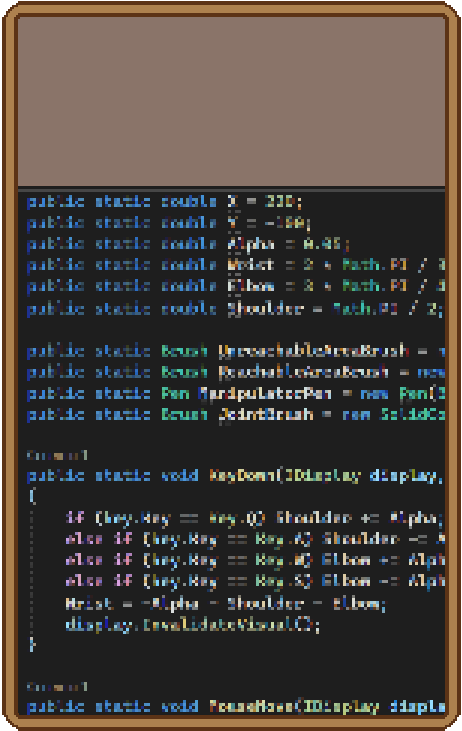 public static double X = 220;
public static double Y = -100;
public static double Alpha = 0.05;
public static double Wrist = 2 * Math.PI / 3
public static double Elbow = 3 * Math.PI /
public static double Shoulder = Math.PI / 2;
public static Brush UnreachableAreaBrush =
public static Brush ReachableAreaBrush = new
public static Pen ManipulatorPen = new Pen(
public static Brush JointBrush = new SolidCo
public static void KeyDown(IDisplay display,
{
if (key.Key == Key.Q) Shoulder += Alpha;
else if (key.Key == Key.A) Shoulder -= A
else if (key.Key == Key.W) Elbow += Alph
else if (key.Key == Key.S) Elbow -= Alph
Wrist = -Alpha - Shoulder - Elbow;
display.InvalidateVisual();
}
public static void MouseMove(IDisplay displa